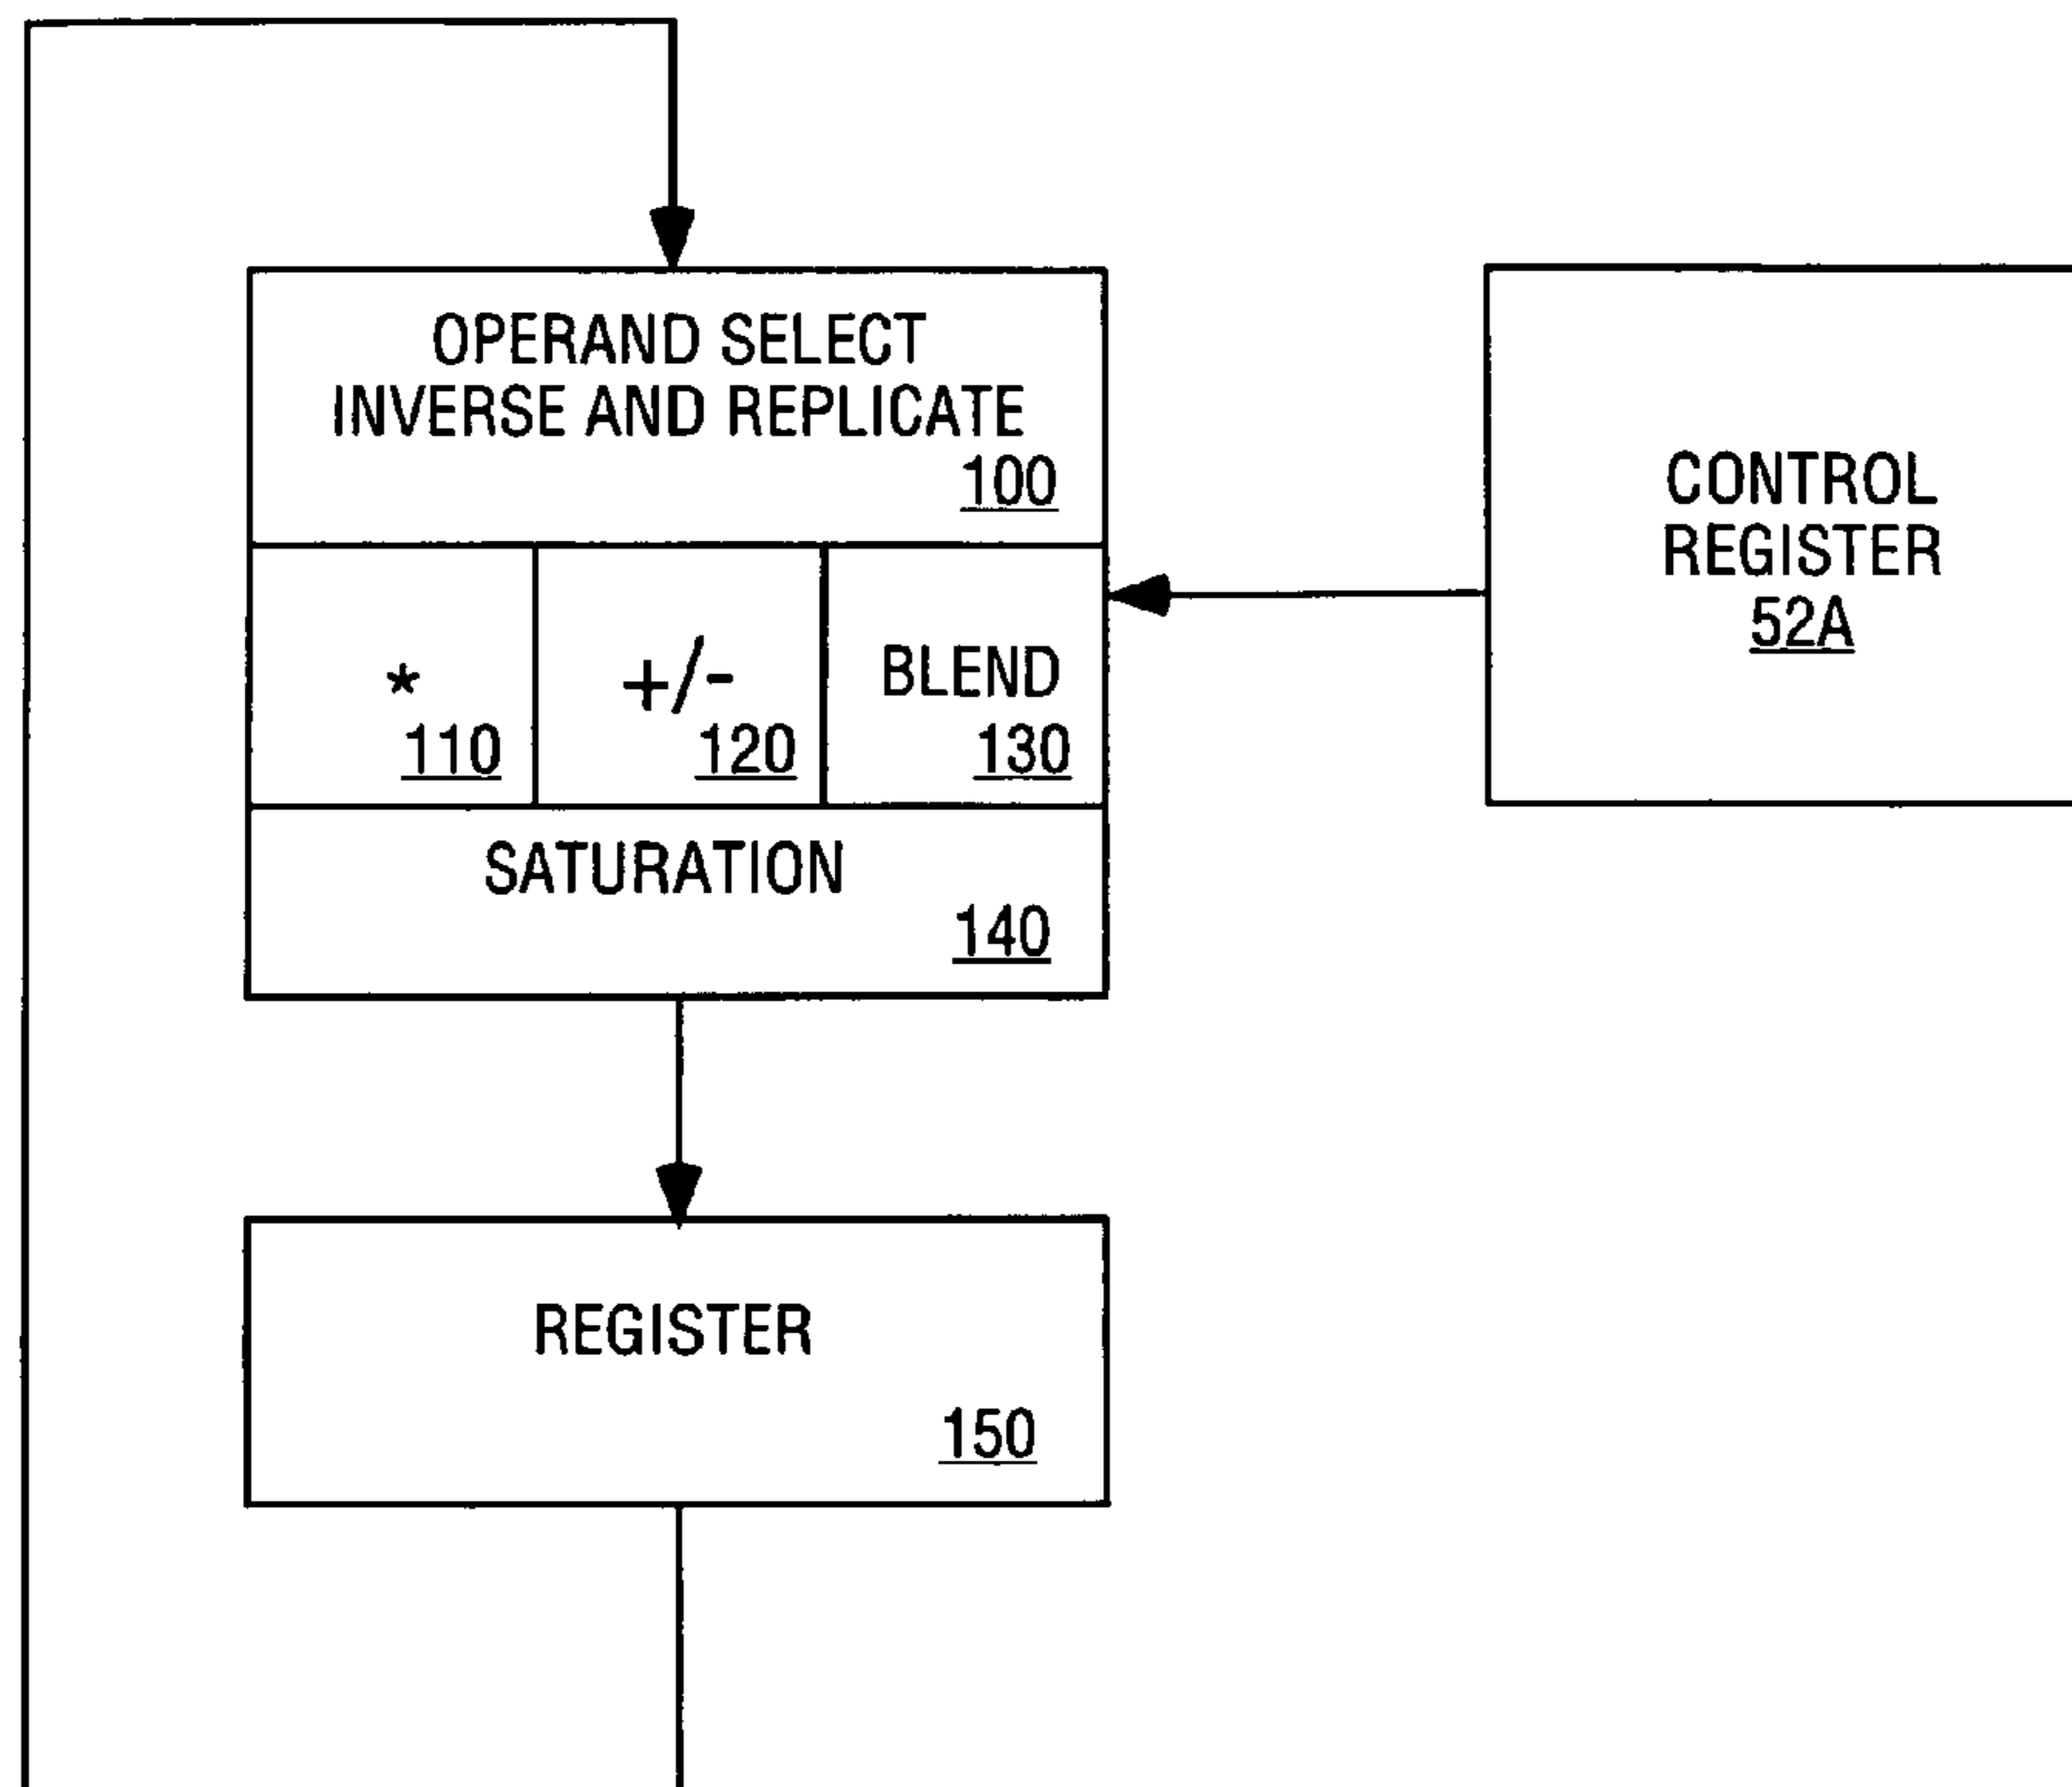 OPERAND SELECT
INVERSE AND REPLICATE
100
CONTROL
REGISTER
52A
*
110
+/-
120
BLEND
130
SATURATION
140
REGISTER
150